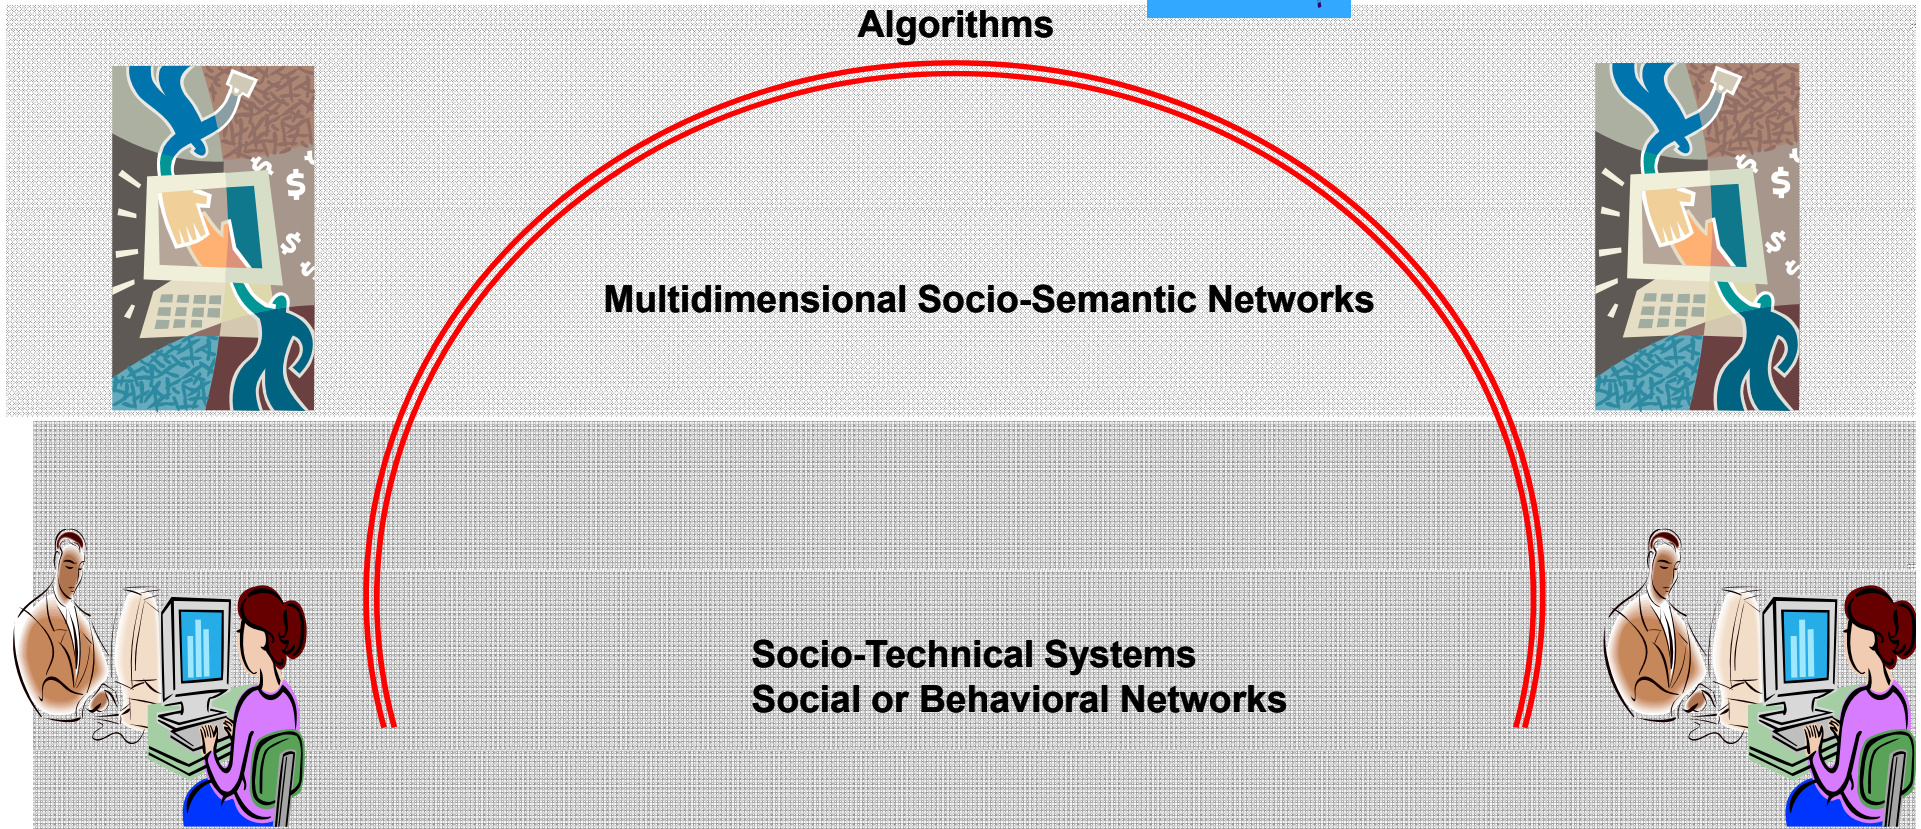 Algorithms
Multidimensional Socio-Semantic Networks
Socio-Technical Systems
Social or Behavioral Networks